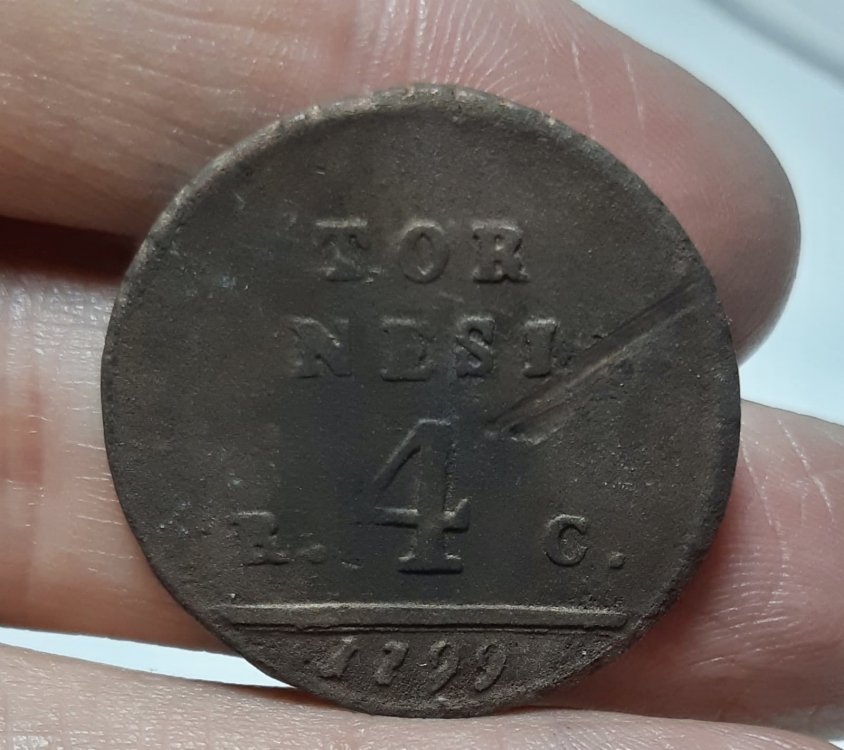 TOR
NESI
4
R. C.
1799